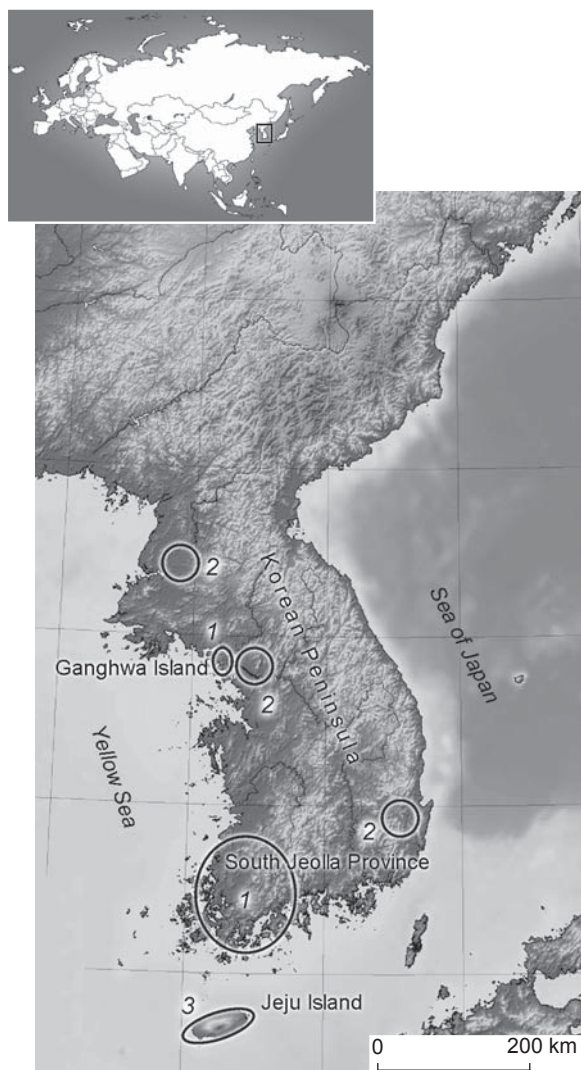 2
Korean Peninsula
Sea of Japan
1
Ganghwa Island
2
Yellow Sea
2
South Jeolla Province
1
3
Jeju Island
0 200 km